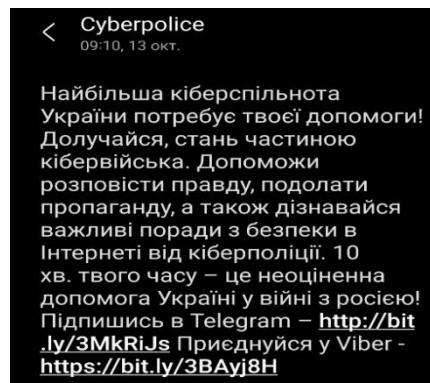 Cyberpolice
09:10, 13 окт.
Найбільша кіберспільнота
України потребує твоєї допомоги!
Долучайся, стань частиною
кібервійська. Допоможи
розповісти правду, подолати
пропаганду, а також дізнавайся
важливі поради з безпеки в
Інтернеті від кіберполіції. 10
хв. твого часу – це неоціненна
допомога Україні у війні з росією!
Підпишись в Telegram – http://bit
.ly/3MkRiJs Приєднуйся у Viber -
https://bit.ly/3BAyj8H